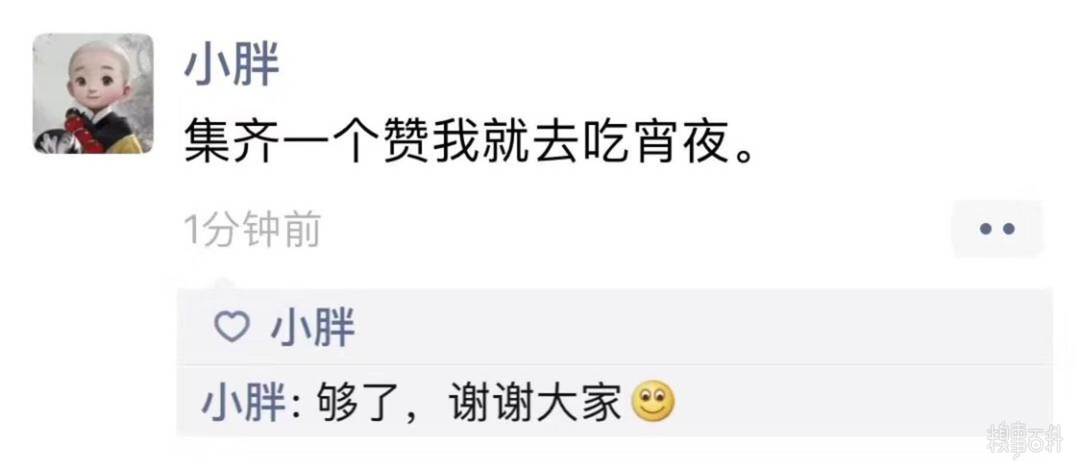 小胖
集齐一个赞我就去吃宵夜。
1分钟前
小胖
小胖: 够了，谢谢大家
糗事百科